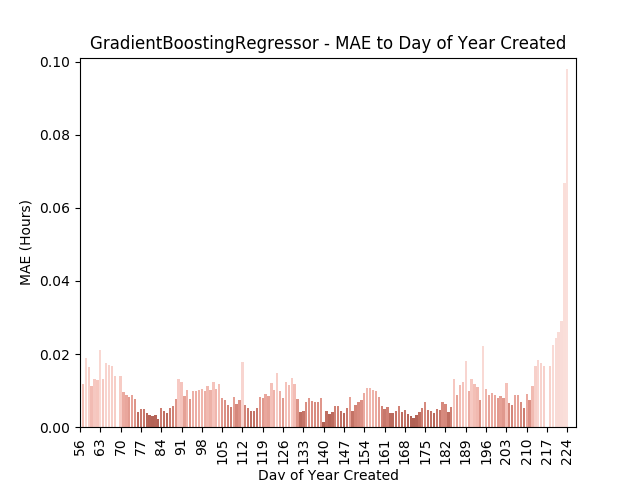 GradientBoostingRegressor - MAE to Day of Year Created
0.10
0.08
0.06
0.04
0.02
0.00
MAE (Hours)
56 63 70 77 84 91 98 105 112 119 126 133 140 147 154 161 168 175 182 189 196 203 210 217 224
Day of Year Created